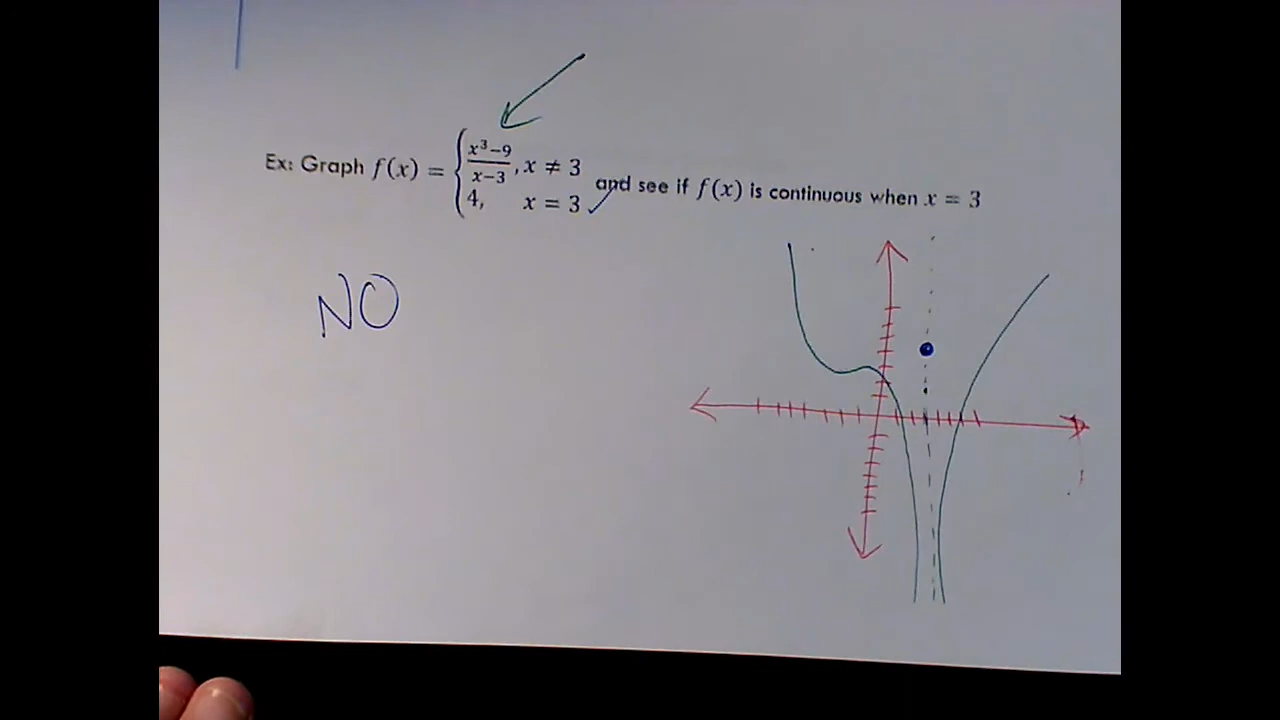 Ex: Graph f(x) = { x³−9 / x−3 , x ≠ 3
4, x = 3 and see if f(x) is continuous when x = 3
NO